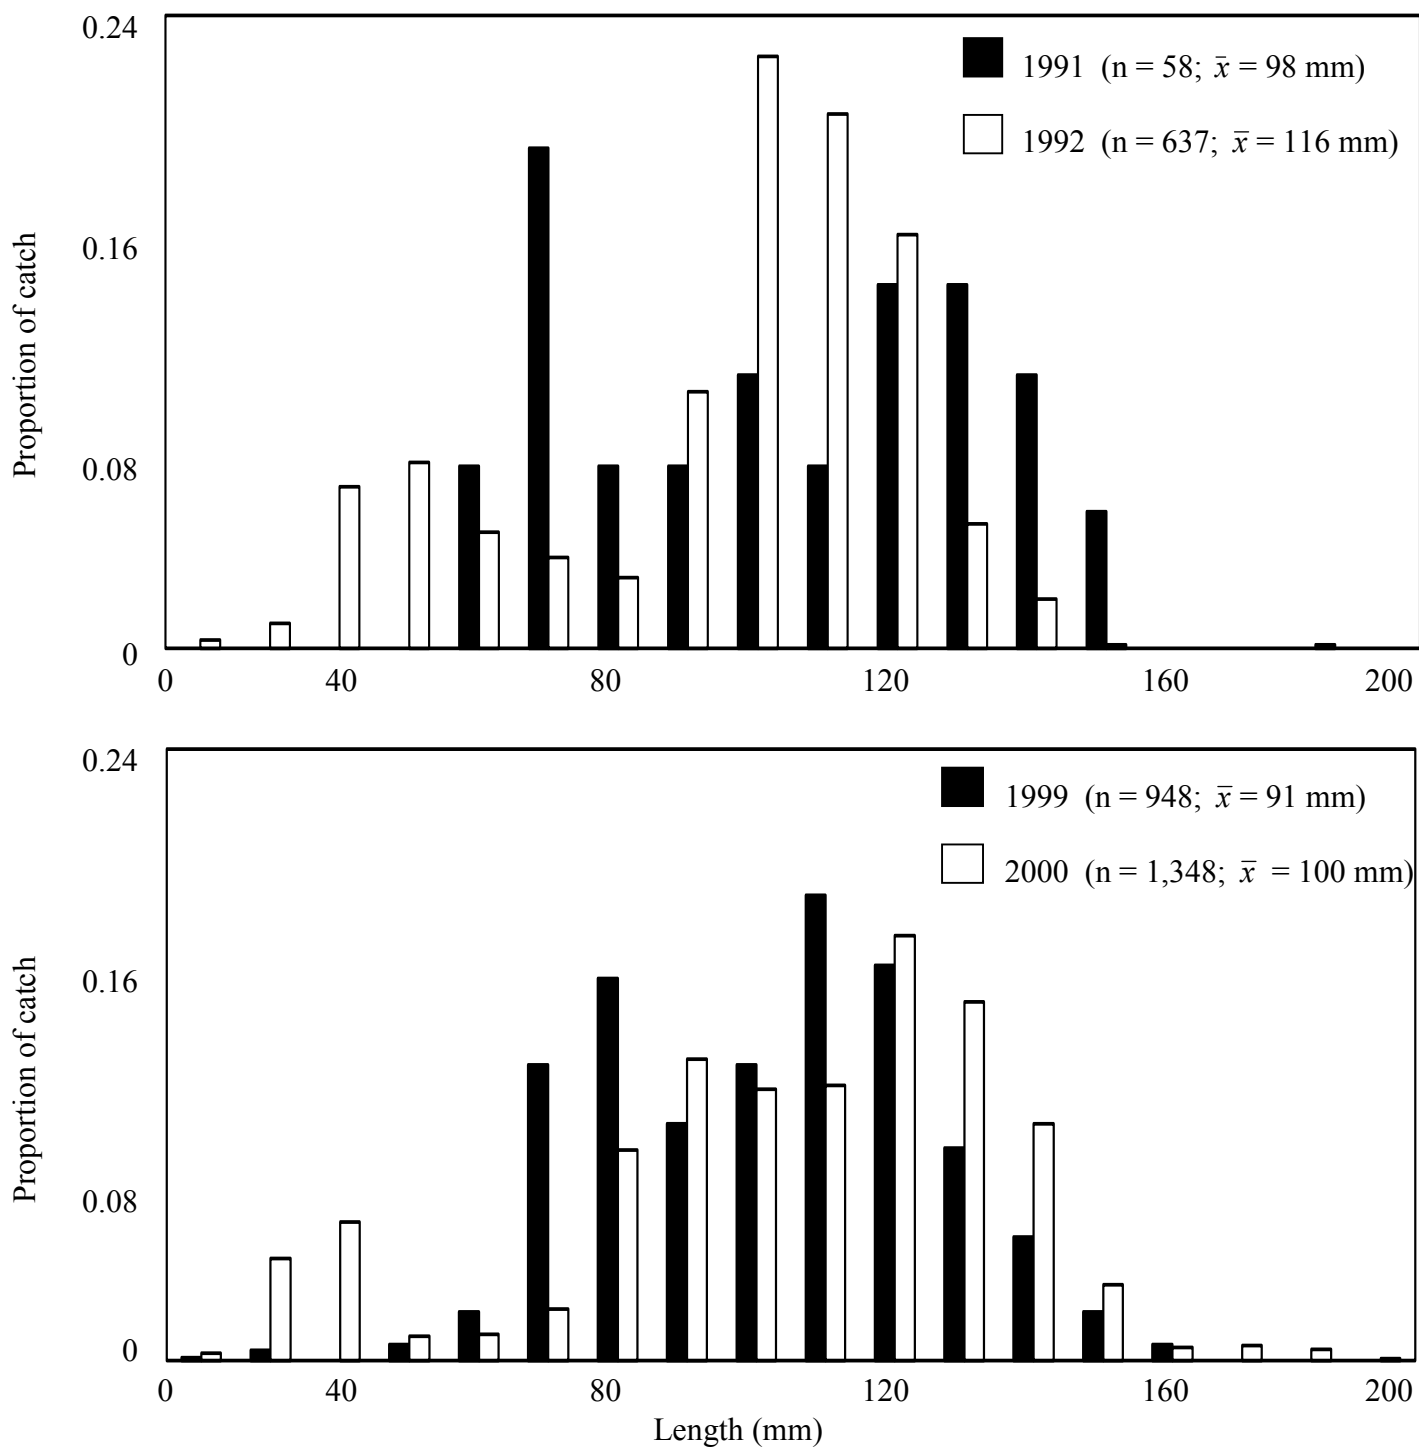 0.24
1991 (n = 58; x̄ = 98 mm)
1992 (n = 637; x̄ = 116 mm)
0.16
Proportion of catch
0.08
0
0 40 80 120 160 200
0.24
1999 (n = 948; x̄ = 91 mm)
2000 (n = 1,348; x̄ = 100 mm)
0.16
Proportion of catch
0.08
0
0 40 80 120 160 200
Length (mm)